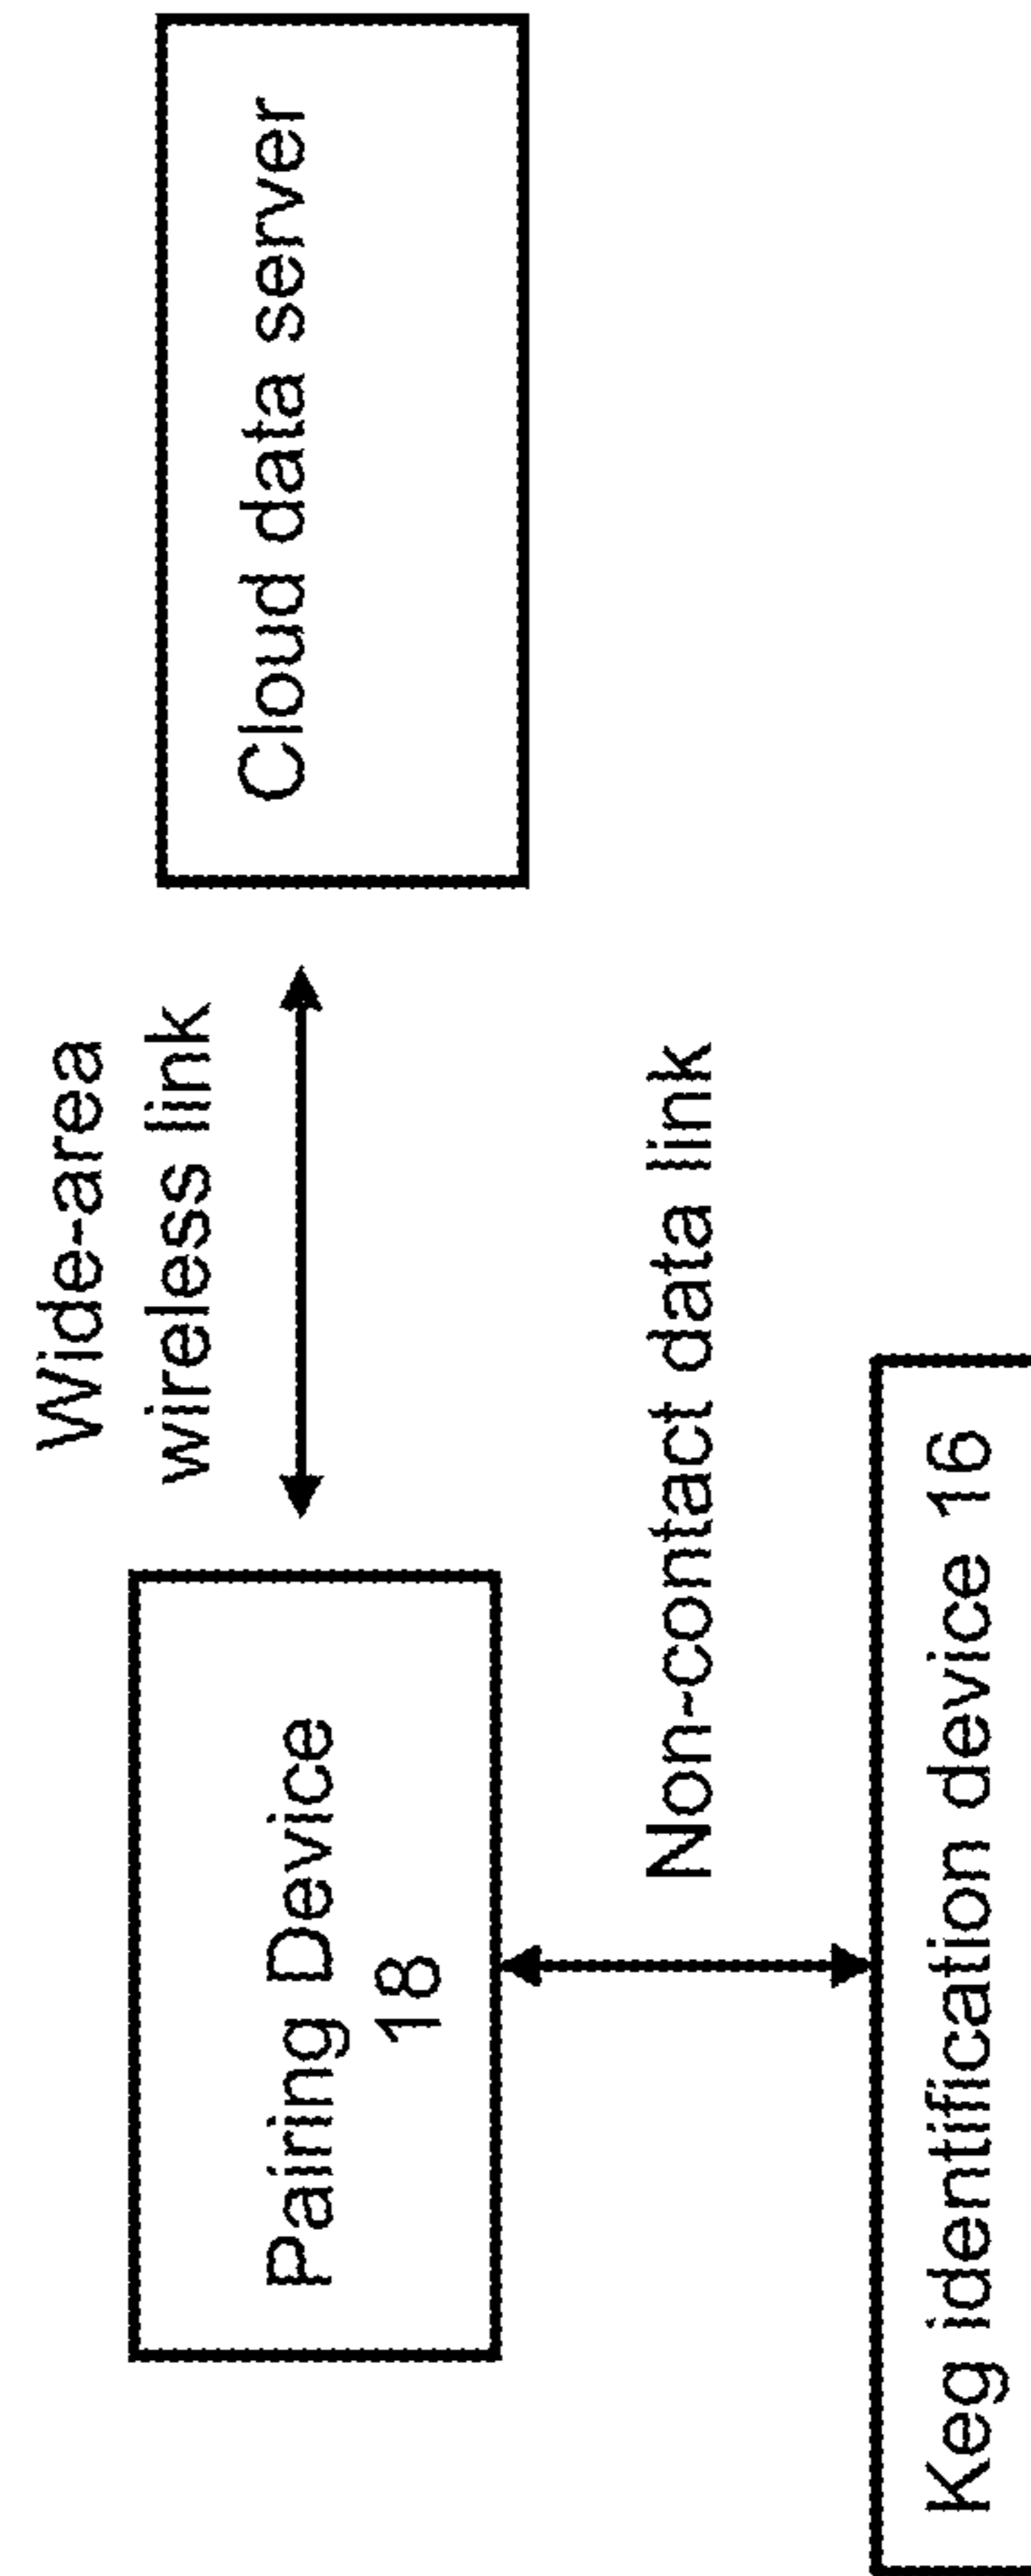 Wide-area
wireless link
Pairing Device
18
Cloud data server
Non-contact data link
Keg identification device 16